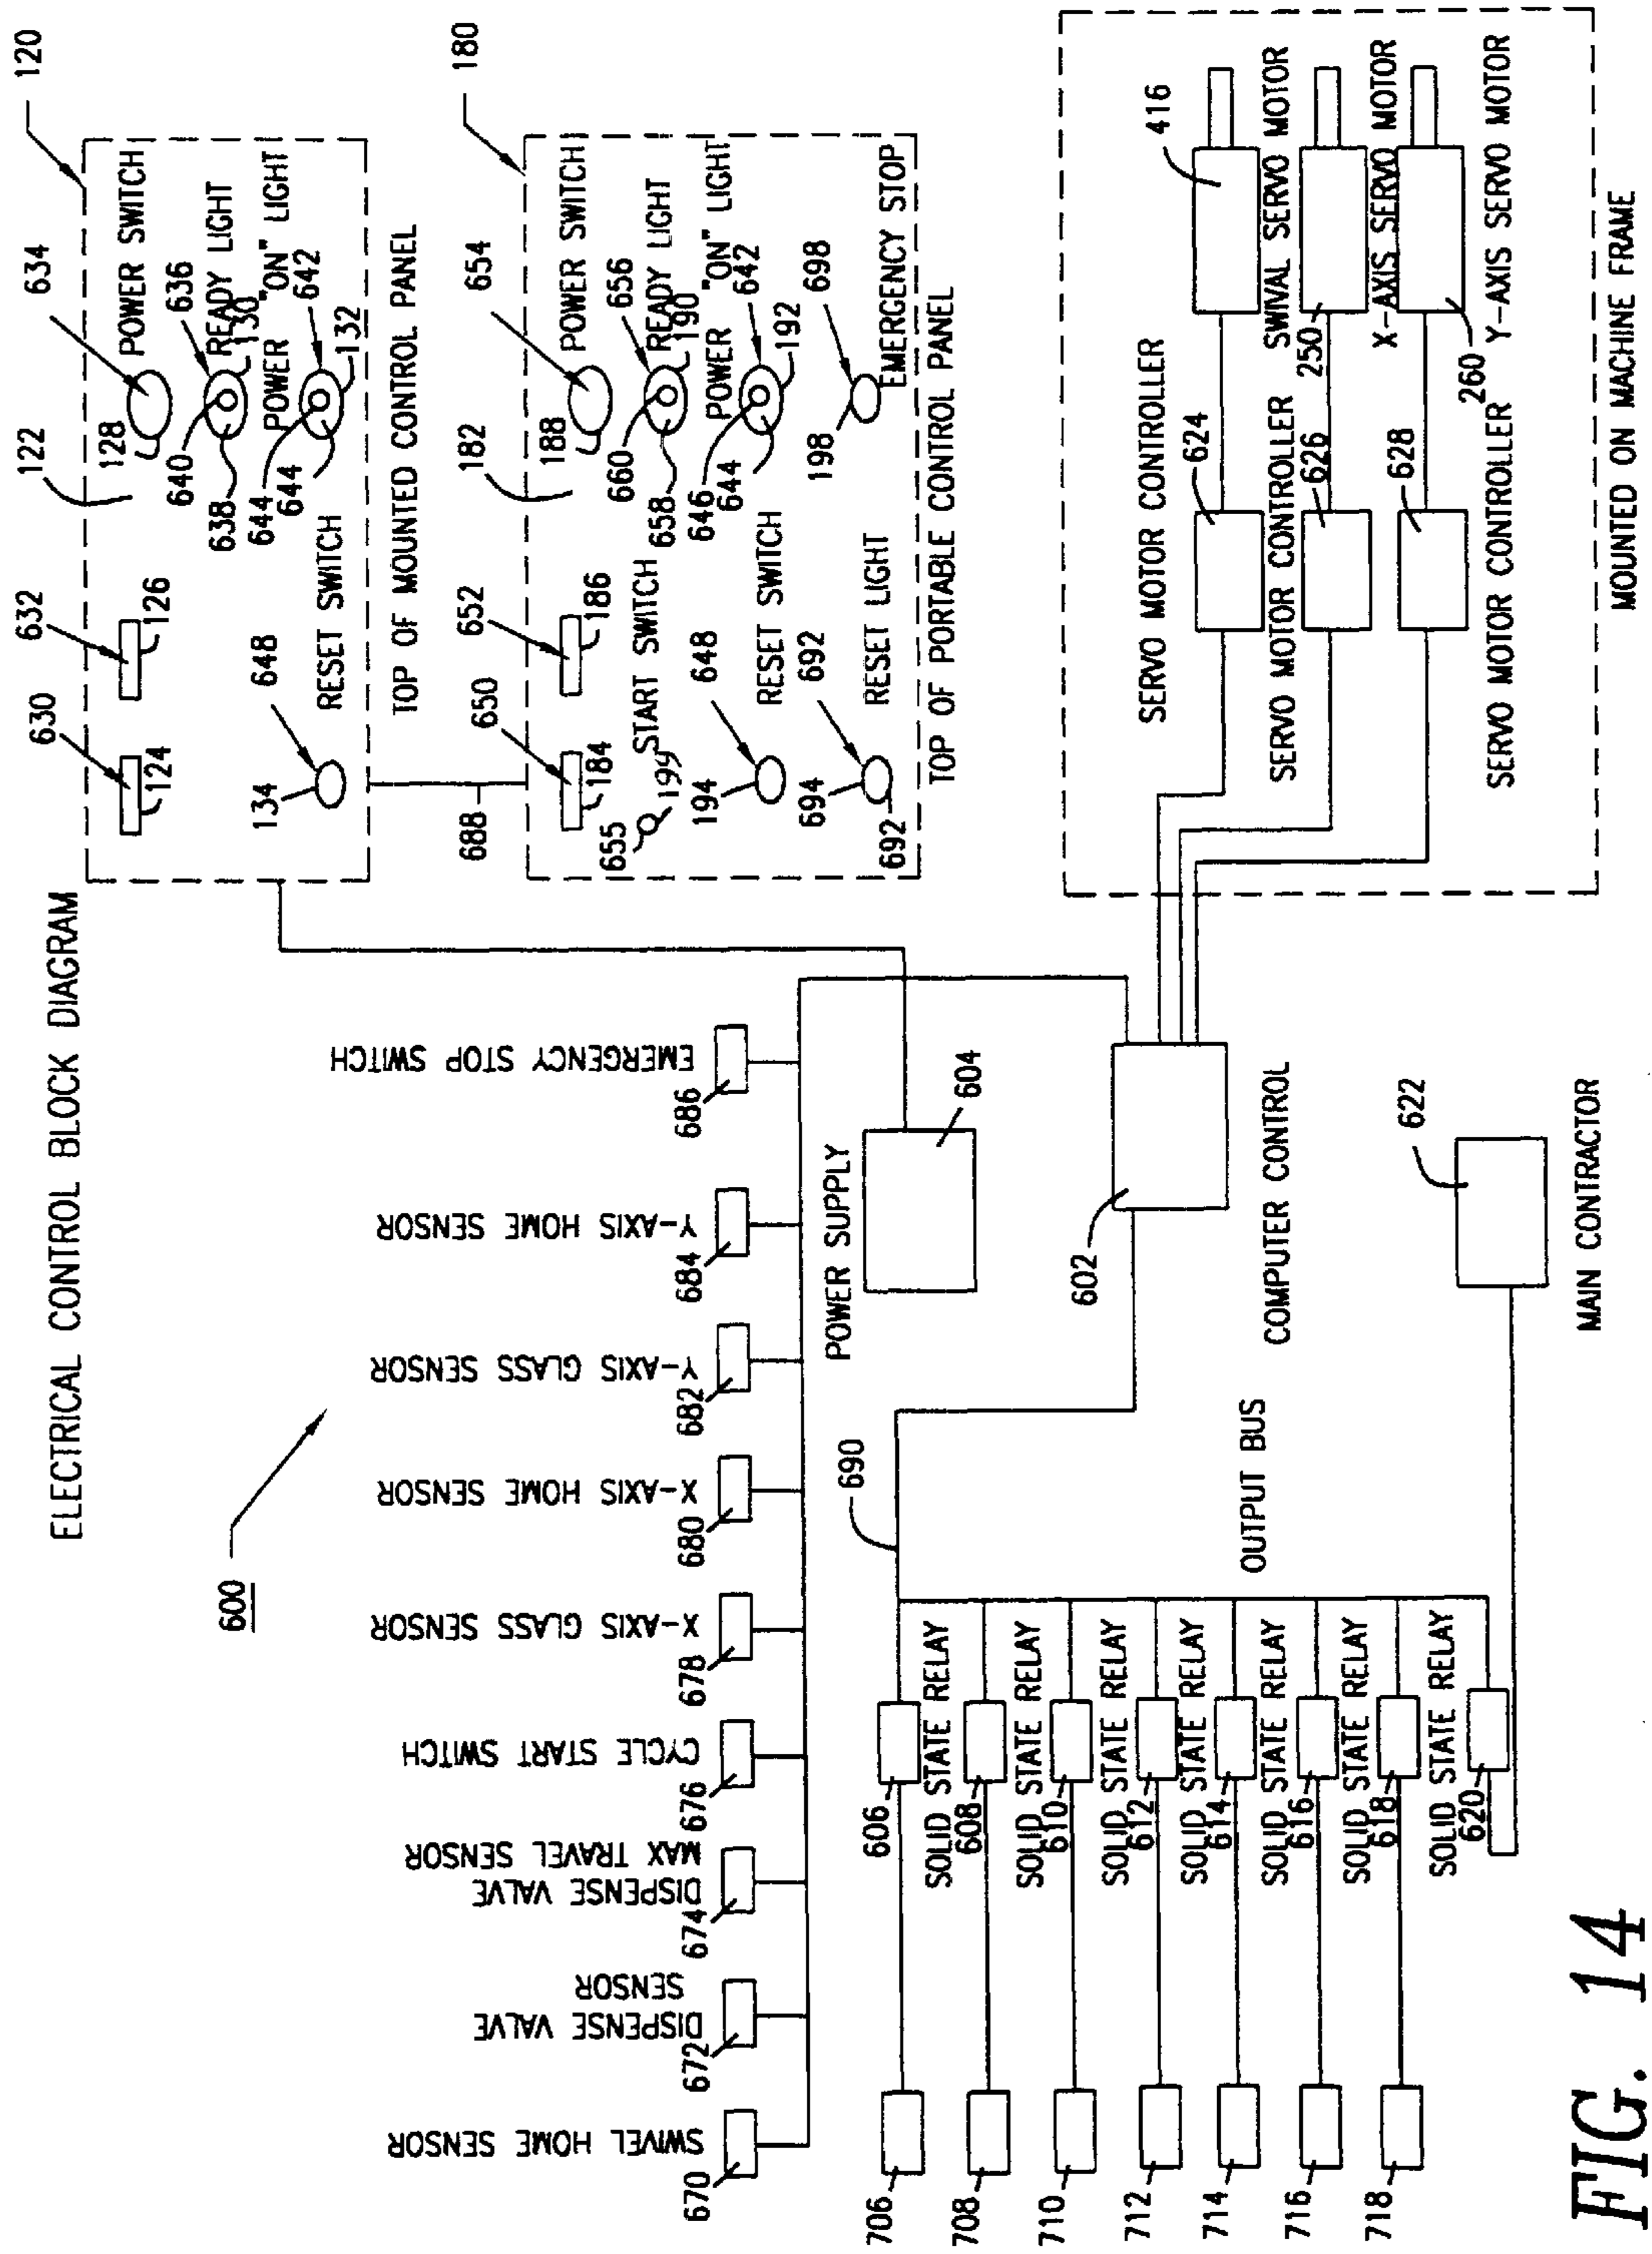 ELECTRICAL CONTROL BLOCK DIAGRAM
600
SWIVEL HOME SENSOR
670
DISPENSE VALVE
SENSOR
672
DISPENSE VALVE
MAX TRAVEL SENSOR
674
CYCLE START SWITCH
676
X-AXIS GLASS SENSOR
678
X-AXIS HOME SENSOR
680
Y-AXIS GLASS SENSOR
682
Y-AXIS HOME SENSOR
684
EMERGENCY STOP SWITCH
686
120
122
630
124
632
126
634
128
POWER SWITCH
636
READY LIGHT
130
640
638
POWER "ON" LIGHT
642
132
644
644
648
134
RESET SWITCH
TOP OF MOUNTED CONTROL PANEL
688
180
182
650
184
652
186
654
188
POWER SWITCH
655
199
START SWITCH
656
READY LIGHT
190
660
658
POWER "ON" LIGHT
642
192
646
644
648
194
RESET SWITCH
698
198
EMERGENCY STOP
692
694
692
RESET LIGHT
TOP OF PORTABLE CONTROL PANEL
POWER SUPPLY
604
602
COMPUTER CONTROL
690
OUTPUT BUS
622
MAIN CONTRACTOR
706
606
SOLID STATE RELAY
708
608
SOLID STATE RELAY
710
610
SOLID STATE RELAY
712
612
SOLID STATE RELAY
714
614
SOLID STATE RELAY
716
616
SOLID STATE RELAY
718
618
SOLID STATE RELAY
620
SERVO MOTOR CONTROLLER
624
416
SWIVAL SERVO MOTOR
SERVO MOTOR CONTROLLER
626
250
X-AXIS SERVO MOTOR
628
260
SERVO MOTOR CONTROLLER
Y-AXIS SERVO MOTOR
MOUNTED ON MACHINE FRAME
FIG. 14